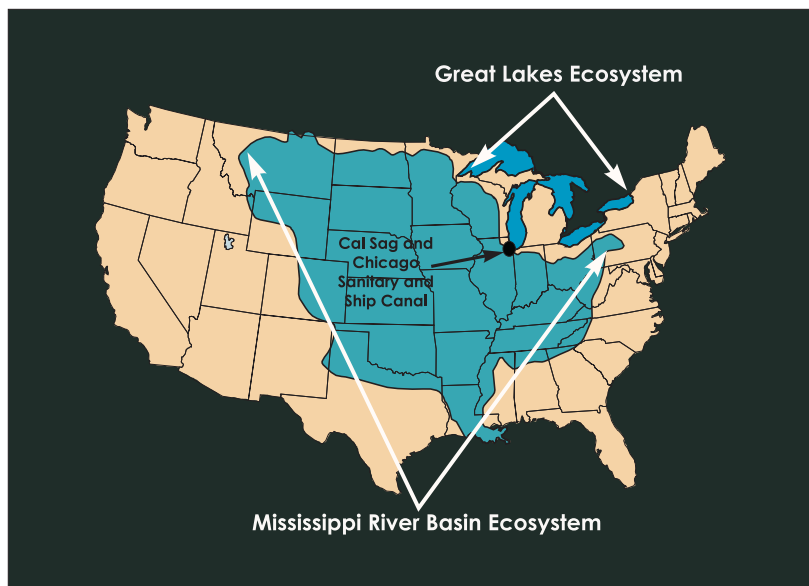 Great Lakes Ecosystem
Cal Sag and
Chicago
Sanitary and
Ship Canal
Mississippi River Basin Ecosystem